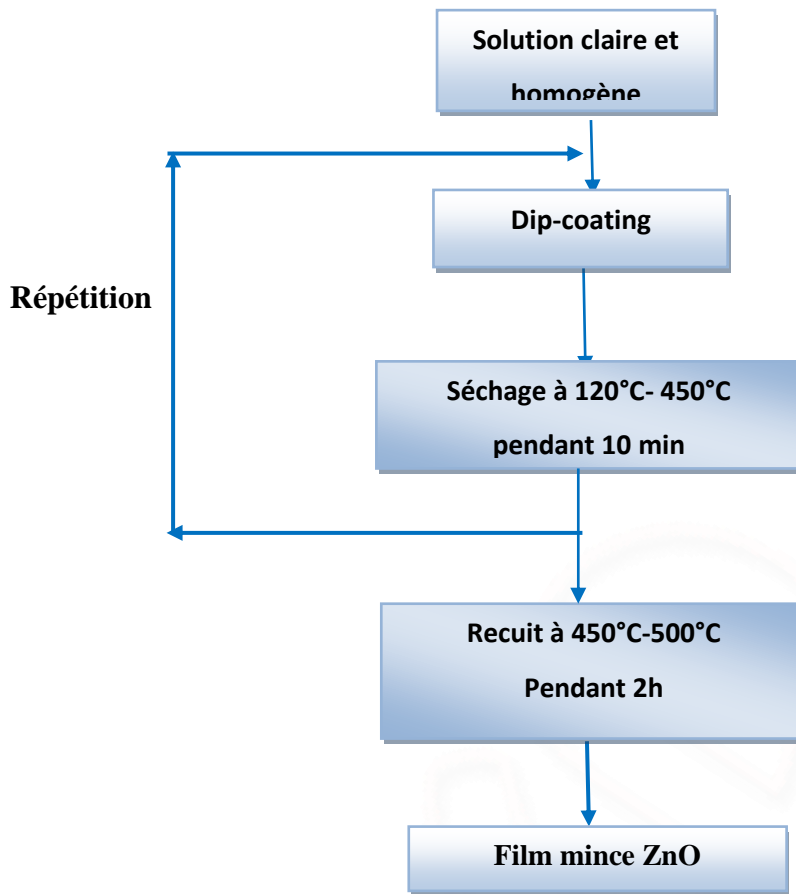 Solution claire et
homogène
Dip-coating
Répétition
Séchage à 120°C- 450°C
pendant 10 min
Recuit à 450°C-500°C
Pendant 2h
Film mince ZnO